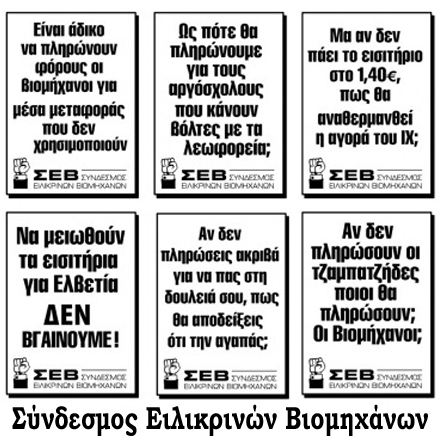 Είναι άδικο
να πληρώνουν
φόρους οι
βιομήχανοι για
μέσα μεταφοράς
που δεν
χρησιμοποιούν
ΣΕΒ ΣΥΝΔΕΣΜΟΣ
ΕΙΛΙΚΡΙΝΩΝ ΒΙΟΜΗΧΑΝΩΝ
Ως πότε θα
πληρώνουμε
για τους
αργόσχολους
που κάνουν
βόλτες με τα
λεωφορεία;
ΣΕΒ ΣΥΝΔΕΣΜΟΣ
ΕΙΛΙΚΡΙΝΩΝ ΒΙΟΜΗΧΑΝΩΝ
Μα αν δεν
πάει το εισιτήριο
στο 1,40€,
πως θα
αναθερμανθεί
η αγορά του ΙΧ;
ΣΕΒ ΣΥΝΔΕΣΜΟΣ
ΕΙΛΙΚΡΙΝΩΝ ΒΙΟΜΗΧΑΝΩΝ
Να μειωθούν
τα εισιτήρια
για Ελβετία
ΔΕΝ
ΒΓΑΙΝΟΥΜΕ!
ΣΕΒ ΣΥΝΔΕΣΜΟΣ
ΕΙΛΙΚΡΙΝΩΝ ΒΙΟΜΗΧΑΝΩΝ
Αν δεν
πληρώσεις ακριβά
για να πας στη
δουλειά σου, πως
θα αποδείξεις
ότι την αγαπάς;
ΣΕΒ ΣΥΝΔΕΣΜΟΣ
ΕΙΛΙΚΡΙΝΩΝ ΒΙΟΜΗΧΑΝΩΝ
Αν δεν
πληρώσουν οι
τζαμπατζήδες
ποιοι θα
πληρώσουν;
Οι Βιομήχανοι;
ΣΕΒ ΣΥΝΔΕΣΜΟΣ
ΕΙΛΙΚΡΙΝΩΝ ΒΙΟΜΗΧΑΝΩΝ
Σύνδεσμος Ειλικρινών Βιομηχάνων